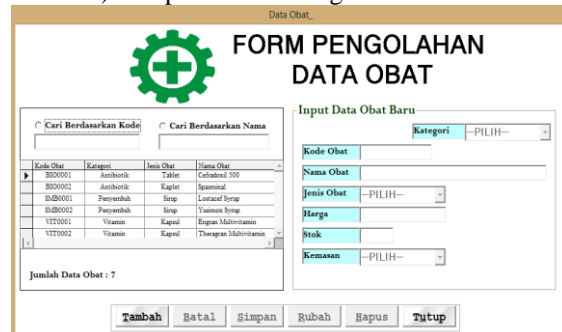 Data Obat_
FORM PENGOLAHAN
DATA OBAT
Cari Berdasarkan Kode
Cari Berdasarkan Nama
Kode Obat Kategori Jenis Obat Nama Obat
BIO0001 Antibiotik Tablet Cefradoxil 500
BIO0002 Antibiotik Kaplet Spasminal
EMB0001 Penyembuh Sirup Lostacef Syrup
EMB0002 Penyembuh Sirup Yusimox Syrup
VIT0001 Vitamin Kapsul Engran Multivitamin
VIT0002 Vitamin Kapsul Theragran Multivitamin
Jumlah Data Obat : 7
Input Data Obat Baru
Kategori --PILIH--
Kode Obat
Nama Obat
Jenis Obat --PILIH--
Harga
Stok
Kemasan --PILIH--
Tambah Batal Simpan Rubah Hapus Tutup